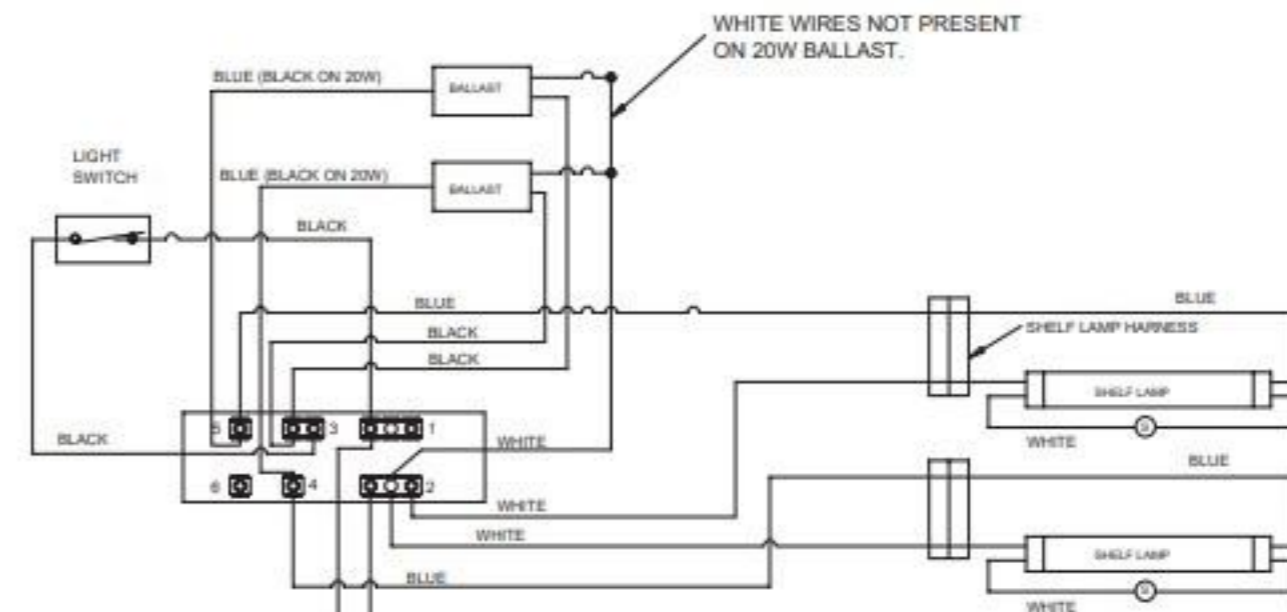 WHITE WIRES NOT PRESENT
ON 20W BALLAST.
BLUE (BLACK ON 20W)
BALLAST
LIGHT
SWITCH
BLUE (BLACK ON 20W)
BALLAST
BLACK
BLUE
BLUE
SHELF LAMP HARNESS
BLACK
BLACK
SHELF LAMP
5
3
1
BLACK
WHITE
WHITE
S
BLUE
6
4
2
WHITE
WHITE
SHELF LAMP
BLUE
S
WHITE